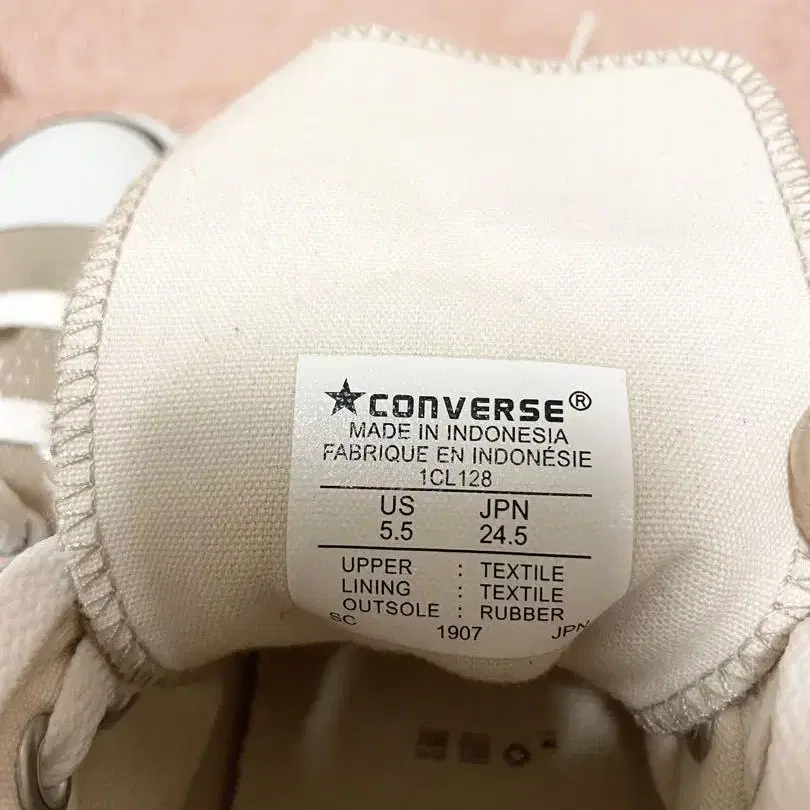 ★CONVERSE®
MADE IN INDONESIA
FABRIQUE EN INDONÉSIE
1CL128
US JPN
5.5 24.5
UPPER : TEXTILE
LINING : TEXTILE
OUTSOLE : RUBBER
SC 1907 JPN